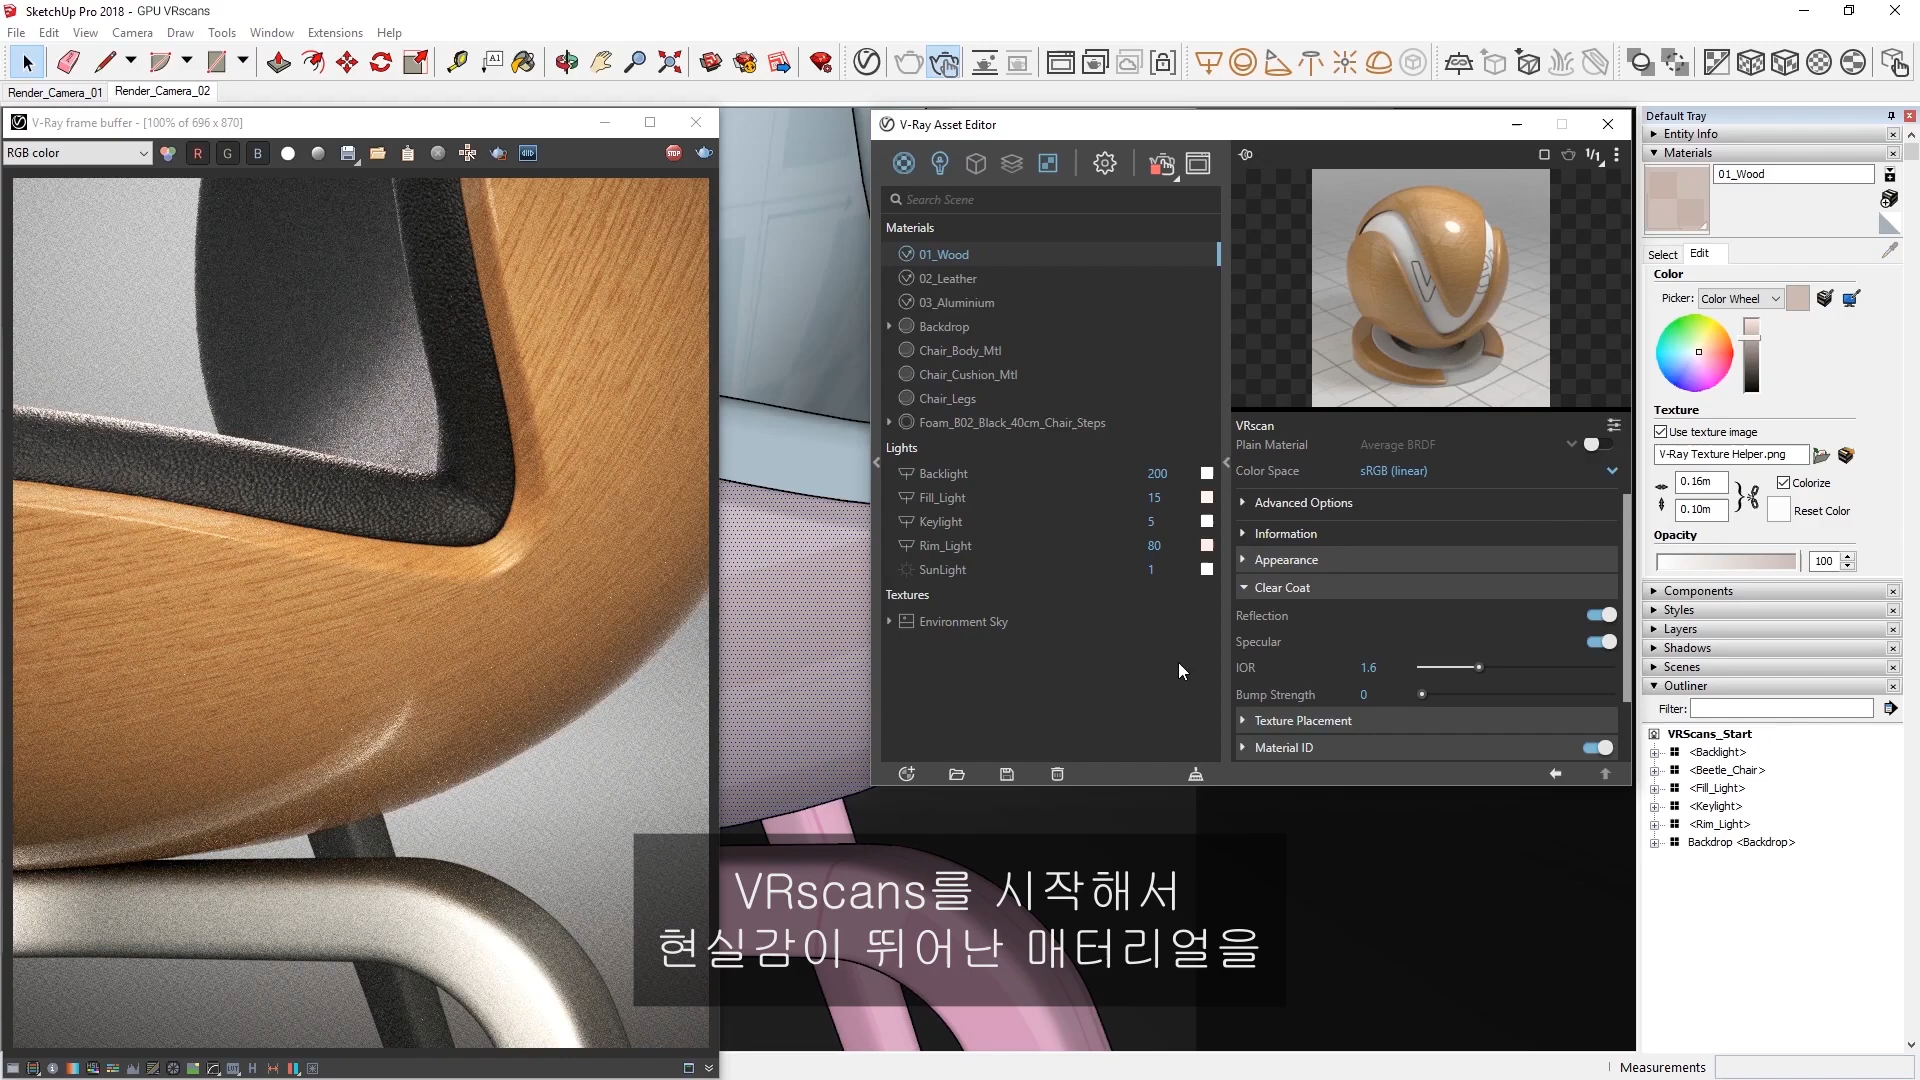 SketchUp Pro 2018 - GPU VRscans
File Edit View Camera Draw Tools Window Extensions Help
A1
Render_Camera_01 Render_Camera_02
V-Ray frame buffer - [100% of 696 x 870]
RGB color
R G B
STOP
V-Ray Asset Editor
1/1
Search Scene
Materials
01_Wood
02_Leather
03_Aluminium
Backdrop
Chair_Body_Mtl
Chair_Cushion_Mtl
Chair_Legs
Foam_B02_Black_40cm_Chair_Steps
Lights
Backlight 200
Fill_Light 15
Keylight 5
Rim_Light 80
SunLight 1
Textures
Environment Sky
VRscan
Plain Material Average BRDF
Color Space sRGB (linear)
Advanced Options
Information
Appearance
Clear Coat
Reflection
Specular
IOR 1.6
Bump Strength 0
Texture Placement
Material ID
Default Tray
Entity Info
Materials
01_Wood
Select Edit
Color
Picker: Color Wheel
Texture
Use texture image
V-Ray Texture Helper.png
0.16m Colorize
0.10m Reset Color
Opacity
100
Components
Styles
Layers
Shadows
Scenes
Outliner
Filter:
VRScans_Start
<Backlight>
<Beetle_Chair>
<Fill_Light>
<Keylight>
<Rim_Light>
Backdrop <Backdrop>
VRscans를 시작해서
현실감이 뛰어난 매터리얼을
Measurements